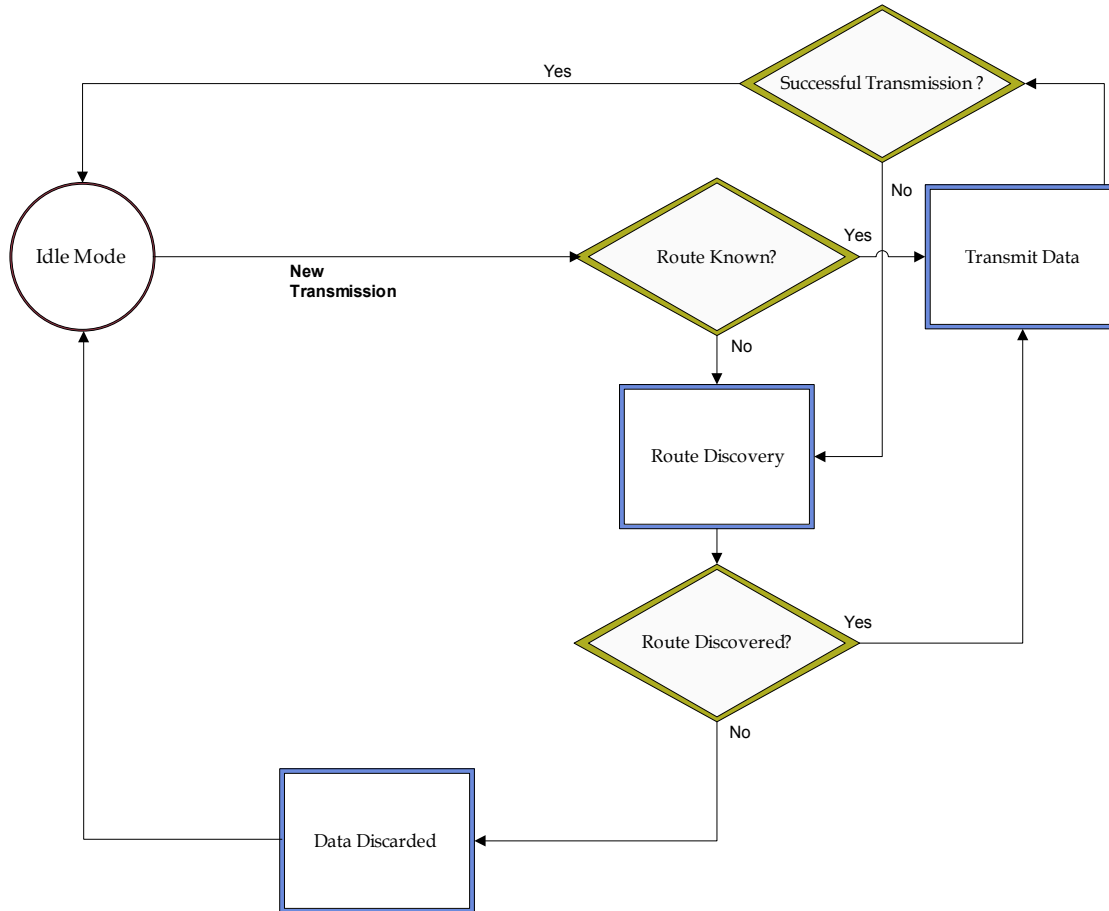 Successful Transmission ?
Yes
No
Idle Mode
New
Transmission
Route Known?
Yes
Transmit Data
No
Route Discovery
Route Discovered?
Yes
No
Data Discarded